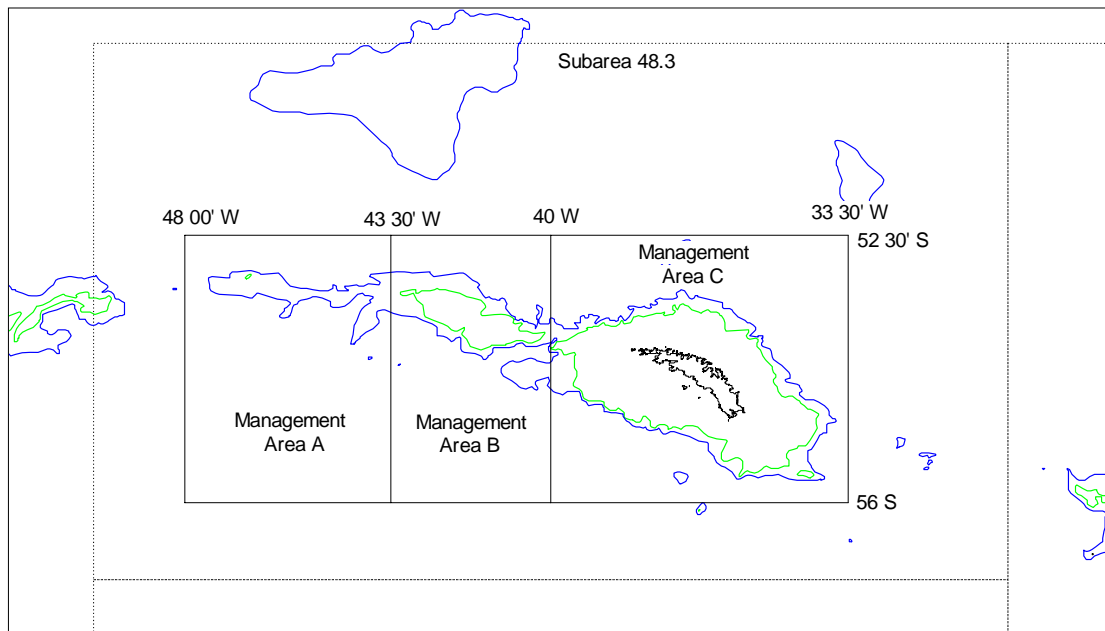 Subarea 48.3
48 00' W
43 30' W
40 W
33 30' W
52 30' S
Management
Area C
Management
Area A
Management
Area B
56 S